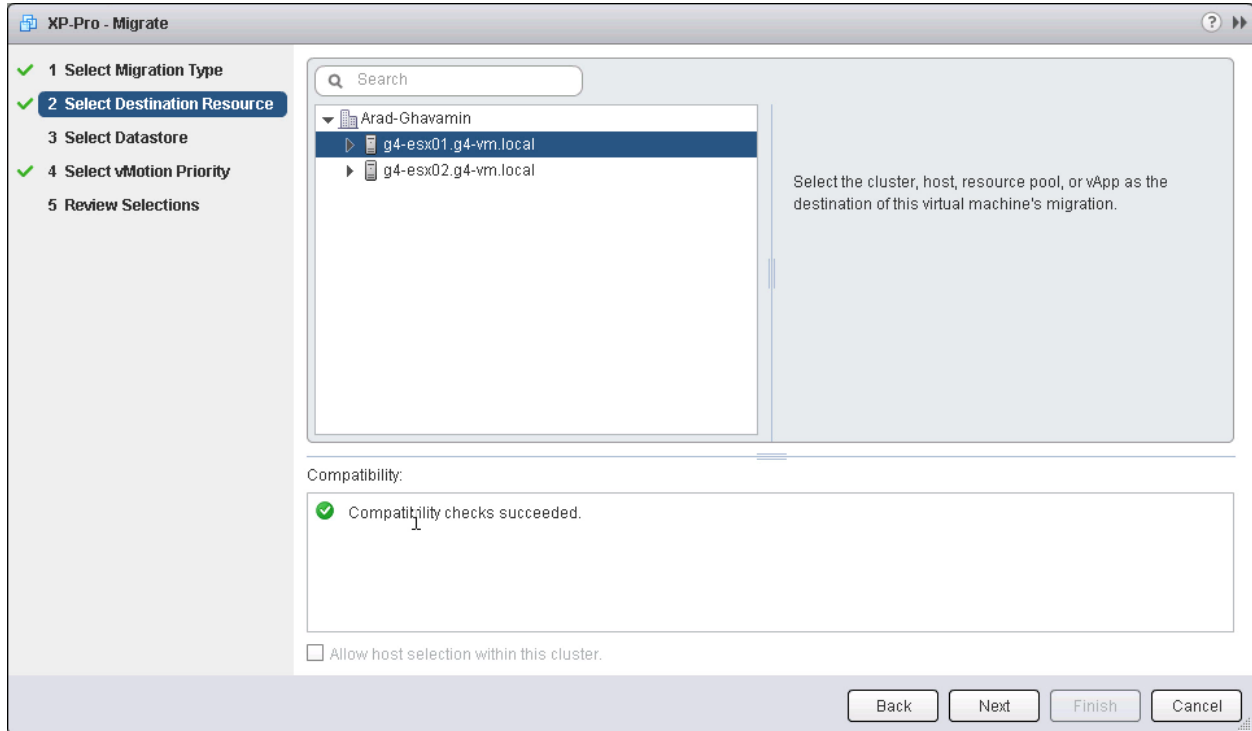 XP-Pro - Migrate
?
1 Select Migration Type
2 Select Destination Resource
3 Select Datastore
4 Select vMotion Priority
5 Review Selections
Search
Arad-Ghavamin
g4-esx01.g4-vm.local
g4-esx02.g4-vm.local
Select the cluster, host, resource pool, or vApp as the
destination of this virtual machine's migration.
Compatibility:
Compatibility checks succeeded.
Allow host selection within this cluster.
Back Next Finish Cancel